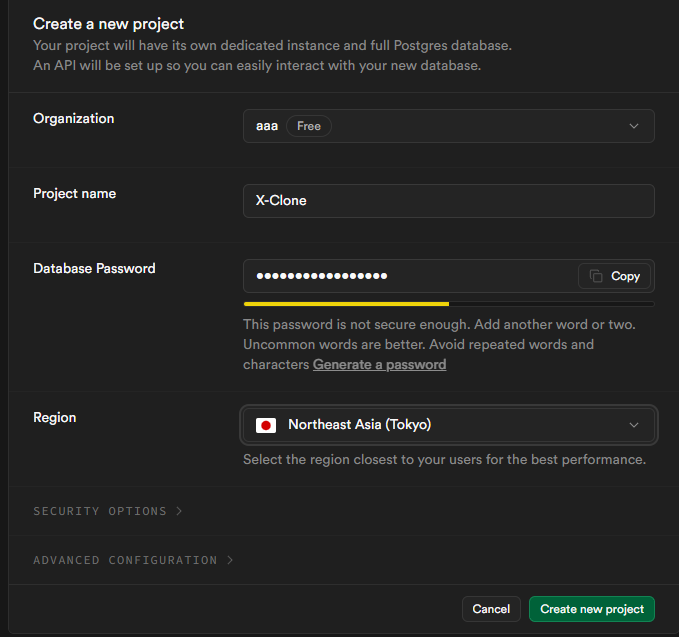 Create a new project
Your project will have its own dedicated instance and full Postgres database.
An API will be set up so you can easily interact with your new database.
Organization
aaa Free
Project name
X-Clone
Database Password
•••••••••••••••••
Copy
This password is not secure enough. Add another word or two.
Uncommon words are better. Avoid repeated words and
characters Generate a password
Region
Northeast Asia (Tokyo)
Select the region closest to your users for the best performance.
SECURITY OPTIONS >
ADVANCED CONFIGURATION >
Cancel
Create new project